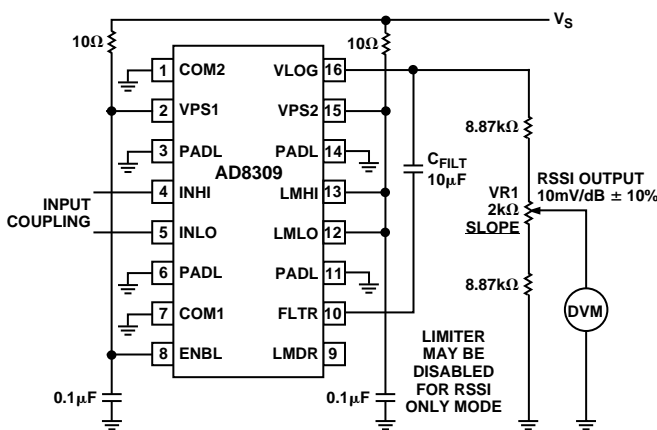 V_S
10Ω
10Ω
1 COM2
VLOG 16
2 VPS1
VPS2 15
3 PADL
PADL 14
AD8309
4 INHI
LMHI 13
5 INLO
LMLO 12
6 PADL
PADL 11
7 COM1
FLTR 10
8 ENBL
LMDR 9
INPUT
COUPLING
0.1μF
0.1μF
C_FILT
10μF
8.87kΩ
VR1
2kΩ
SLOPE
8.87kΩ
RSSI OUTPUT
10mV/dB ± 10%
DVM
LIMITER
MAY BE
DISABLED
FOR RSSI
ONLY MODE